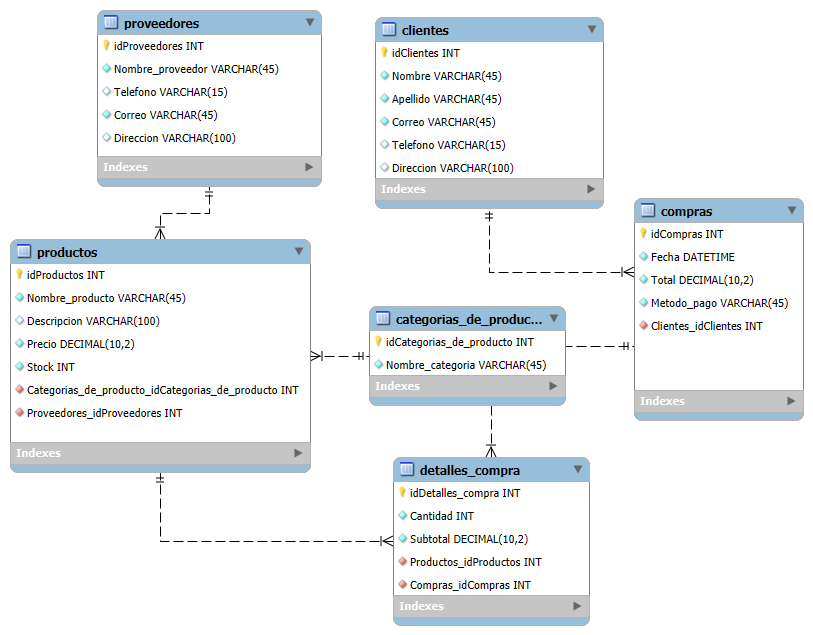 proveedores
idProveedores INT
Nombre_proveedor VARCHAR(45)
Telefono VARCHAR(15)
Correo VARCHAR(45)
Direccion VARCHAR(100)
Indexes
clientes
idClientes INT
Nombre VARCHAR(45)
Apellido VARCHAR(45)
Correo VARCHAR(45)
Telefono VARCHAR(15)
Direccion VARCHAR(100)
Indexes
compras
idCompras INT
Fecha DATETIME
Total DECIMAL(10,2)
Metodo_pago VARCHAR(45)
Clientes_idClientes INT
Indexes
productos
idProductos INT
Nombre_producto VARCHAR(45)
Descripcion VARCHAR(100)
Precio DECIMAL(10,2)
Stock INT
Categorias_de_producto_idCategorias_de_producto INT
Proveedores_idProveedores INT
Indexes
categorias_de_produc...
idCategorias_de_producto INT
Nombre_categoria VARCHAR(45)
Indexes
detalles_compra
idDetalles_compra INT
Cantidad INT
Subtotal DECIMAL(10,2)
Productos_idProductos INT
Compras_idCompras INT
Indexes